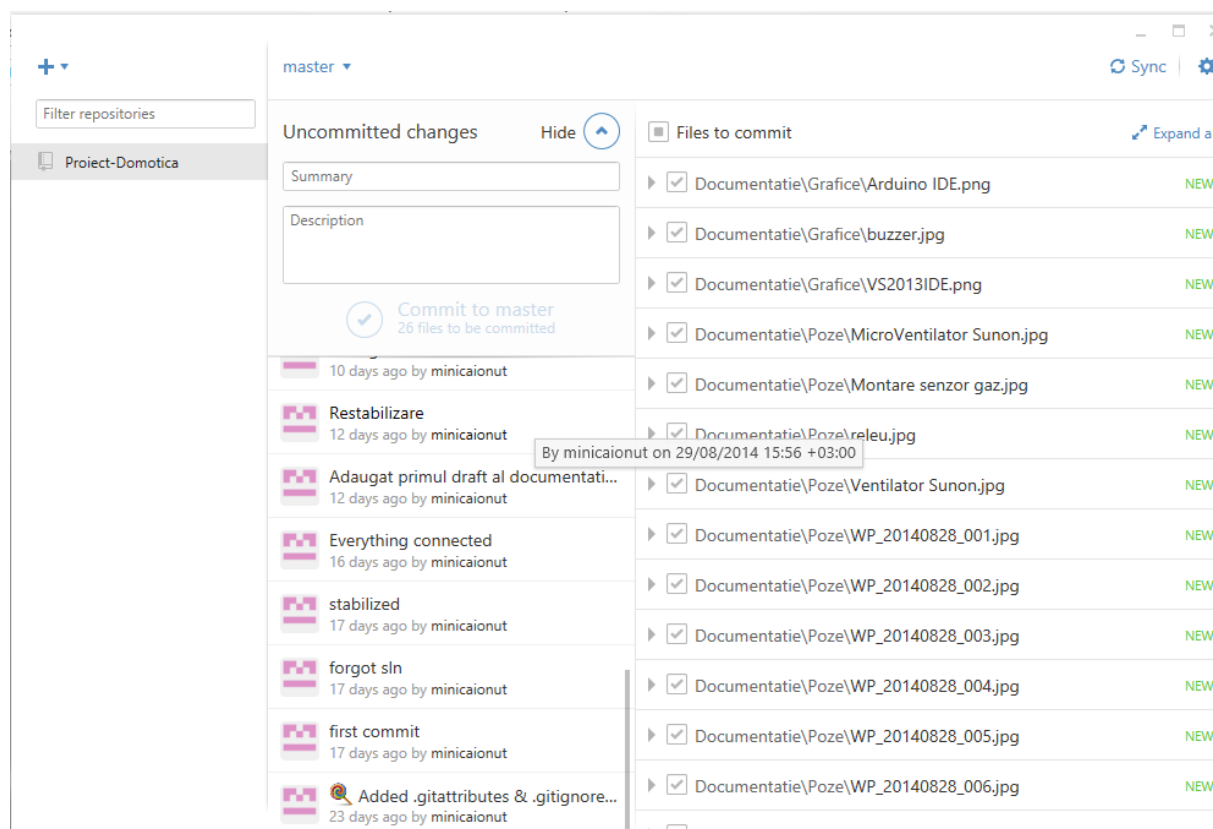 master
Sync
Filter repositories
Proiect-Domotica
Uncommitted changes
Hide
Summary
Description
Commit to master
26 files to be committed
10 days ago by minicaionut
Restabilizare
12 days ago by minicaionut
By minicaionut on 29/08/2014 15:56 +03:00
Adaugat primul draft al documentati...
12 days ago by minicaionut
Everything connected
16 days ago by minicaionut
stabilized
17 days ago by minicaionut
forgot sln
17 days ago by minicaionut
first commit
17 days ago by minicaionut
Added .gitattributes & .gitignore...
23 days ago by minicaionut
Files to commit
Expand a
Documentatie\Grafice\Arduino IDE.png NEW
Documentatie\Grafice\buzzer.jpg NEW
Documentatie\Grafice\VS2013IDE.png NEW
Documentatie\Poze\MicroVentilator Sunon.jpg NEW
Documentatie\Poze\Montare senzor gaz.jpg NEW
Documentatie\Poze\releu.jpg NEW
Documentatie\Poze\Ventilator Sunon.jpg NEW
Documentatie\Poze\WP_20140828_001.jpg NEW
Documentatie\Poze\WP_20140828_002.jpg NEW
Documentatie\Poze\WP_20140828_003.jpg NEW
Documentatie\Poze\WP_20140828_004.jpg NEW
Documentatie\Poze\WP_20140828_005.jpg NEW
Documentatie\Poze\WP_20140828_006.jpg NEW